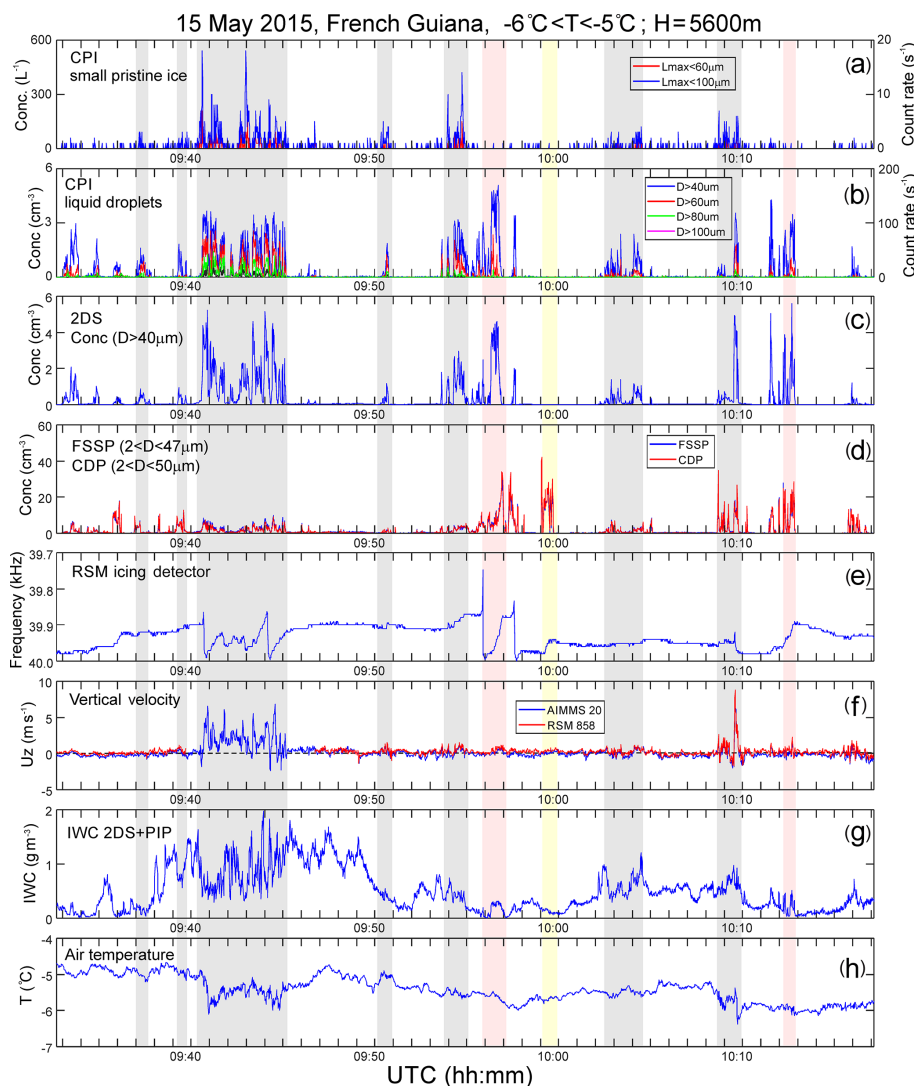 15 May 2015, French Guiana, -6°C<T<-5°C; H=5600m
CPI
small pristine ice
(a)
Lmax<60μm
Lmax<100μm
Conc. (L-1)
Count rate (s-1)
600
300
0
20
10
0
09:40
09:50
10:00
10:10
CPI
liquid droplets
(b)
D>40um
D>60um
D>80um
D>100um
Conc (cm-3)
Count rate (s-1)
6
3
0
200
100
0
09:40
09:50
10:00
10:10
2DS
Conc (D>40μm)
(c)
Conc (cm-3)
6
4
2
0
09:40
09:50
10:00
10:10
FSSP (2<D<47μm)
CDP (2<D<50μm)
(d)
FSSP
CDP
Conc (cm-3)
60
40
20
0
09:40
09:50
10:00
10:10
RSM icing detector
(e)
Frequency (kHz)
39.7
39.8
39.9
40.0
09:40
09:50
10:00
10:10
Vertical velocity
(f)
AIMMS 20
RSM 858
Uz (ms-1)
10
5
0
-5
09:40
09:50
10:00
10:10
IWC 2DS+PIP
(g)
IWC (gm-3)
2
1
0
09:40
09:50
10:00
10:10
Air temperature
(h)
T (°C)
-4
-5
-6
-7
09:40
09:50
10:00
10:10
UTC (hh:mm)